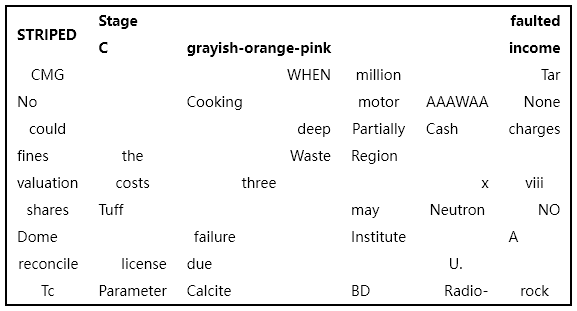 STRIPED Stage C grayish-orange-pink faulted income
CMG WHEN million Tar
No Cooking motor AAAWAA None
could deep Partially Cash charges
fines the Waste Region
valuation costs three x viii
shares Tuff may Neutron NO
Dome failure Institute A
reconcile license due U.
Tc Parameter Calcite BD Radio- rock